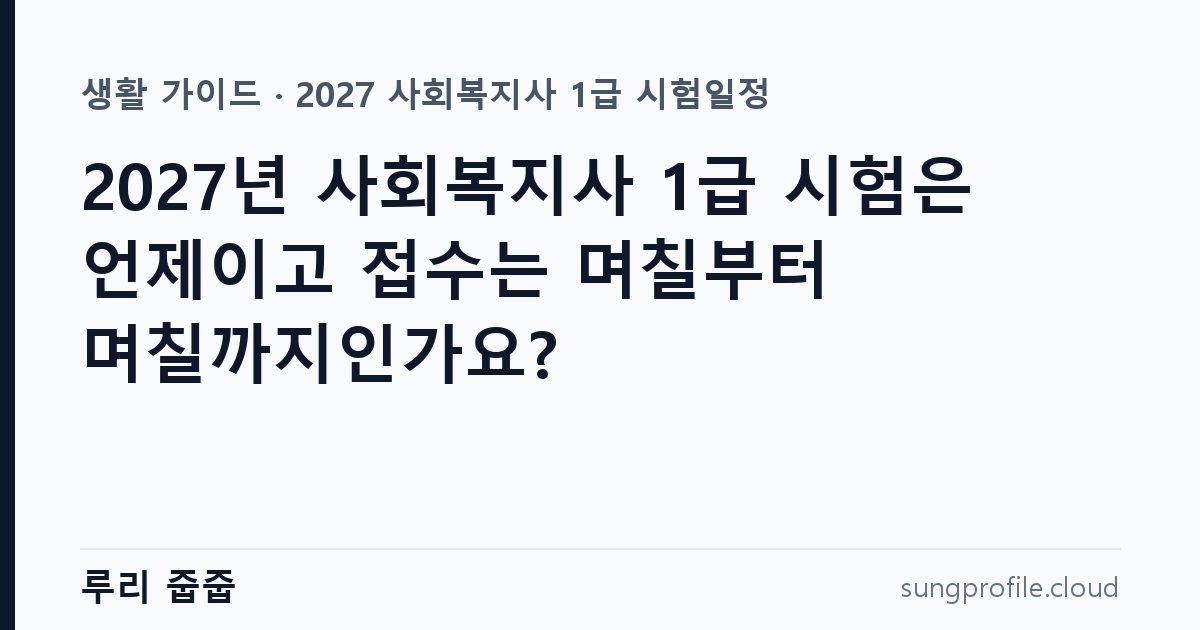 생활 가이드 · 2027 사회복지사 1급 시험일정
2027년 사회복지사 1급 시험은
언제이고 접수는 며칠부터
며칠까지인가요?
루리 줍줍
sungprofile.cloud